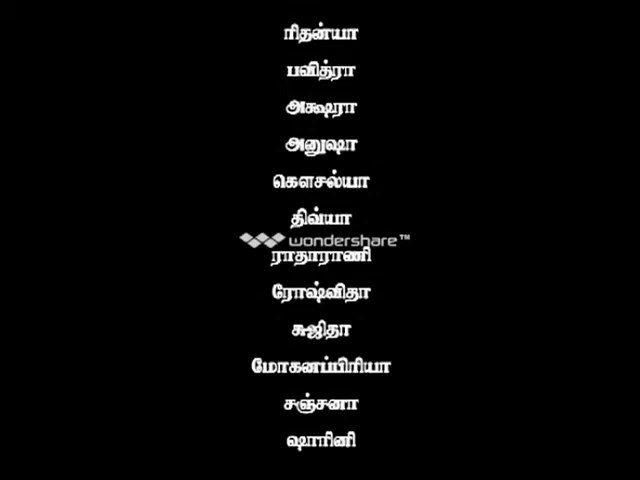 ரிதன்யா
பவித்ரா
அக்ஷரா
அனுஷா
கௌசல்யா
திவ்யா
wondershare™
ராதாராணி
ரோஷ்விதா
சுஜிதா
மோகனப்பிரியா
சஞ்சனா
ஷாரினி